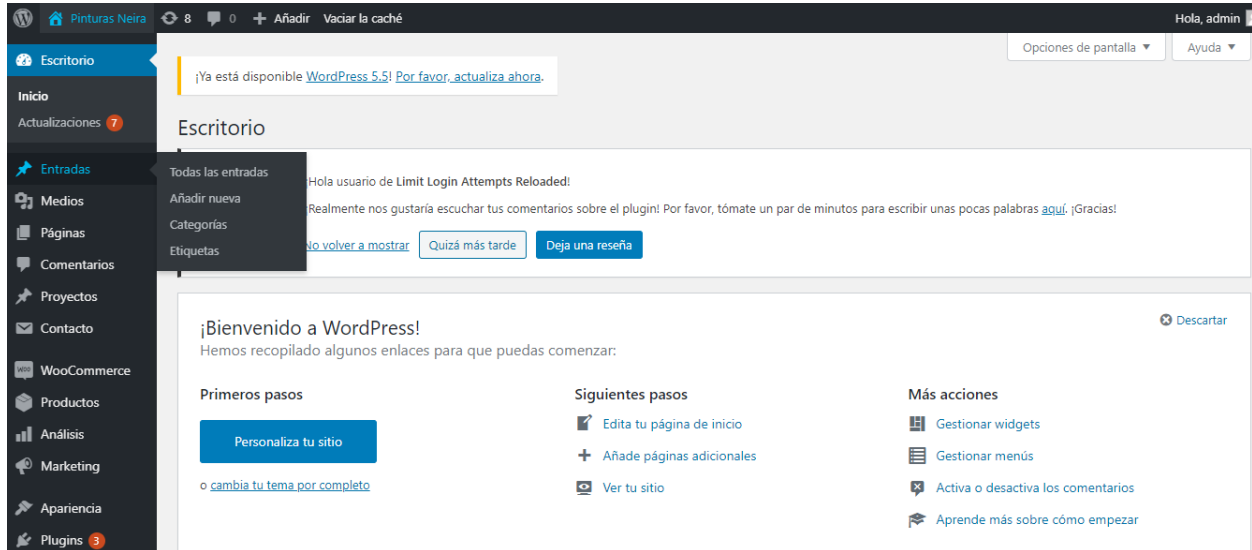 Pinturas Neira 8 0 + Añadir Vaciar la caché Hola, admin
Opciones de pantalla ▼ Ayuda ▼
Escritorio
Inicio
Actualizaciones 7
Entradas
Medios
Páginas
Comentarios
Proyectos
Contacto
WooCommerce
Productos
Análisis
Marketing
Apariencia
Plugins 3
Todas las entradas
Añadir nueva
Categorías
Etiquetas
¡Ya está disponible WordPress 5.5! Por favor, actualiza ahora.
Escritorio
¡Hola usuario de Limit Login Attempts Reloaded!
¡Realmente nos gustaría escuchar tus comentarios sobre el plugin! Por favor, tómate un par de minutos para escribir unas pocas palabras aquí. ¡Gracias!
No volver a mostrar Quizá más tarde Deja una reseña
¡Bienvenido a WordPress!
Descartar
Hemos recopilado algunos enlaces para que puedas comenzar:
Primeros pasos
Personaliza tu sitio
o cambia tu tema por completo
Siguientes pasos
Edita tu página de inicio
Añade páginas adicionales
Ver tu sitio
Más acciones
Gestionar widgets
Gestionar menús
Activa o desactiva los comentarios
Aprende más sobre cómo empezar